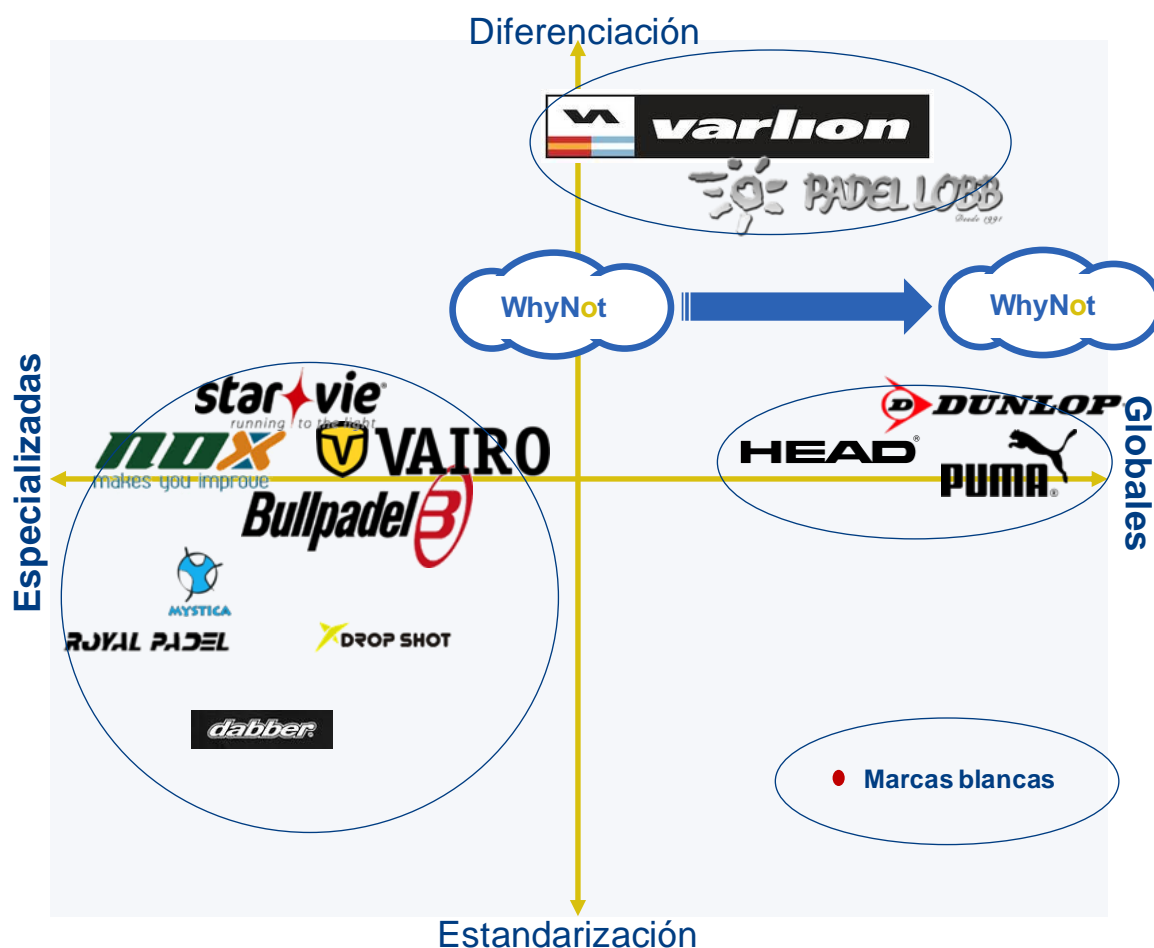 Diferenciación
varlion
PADEL LOBB
Desde 1991
WhyNot
WhyNot
Especializadas
Globales
star vie
running to the light
nox
makes you improve
V VAIRO
Bullpadel B
D DUNLOP
HEAD
PUMA
MYSTICA
ROYAL PADEL
DROP SHOT
dabber
Marcas blancas
Estandarización